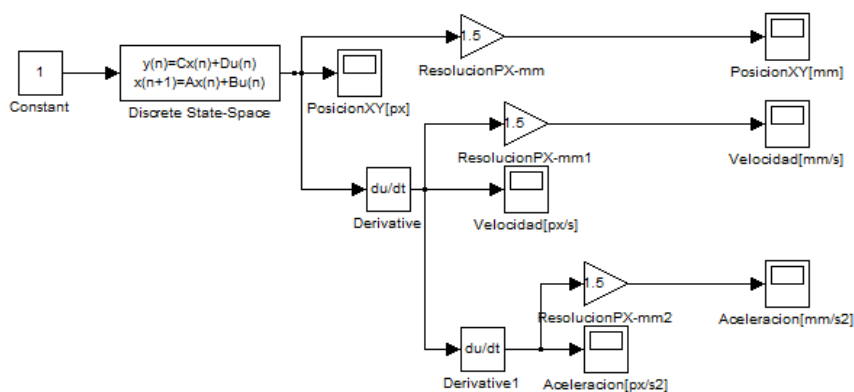 1
Constant
y(n)=Cx(n)+Du(n)
x(n+1)=Ax(n)+Bu(n)
Discrete State-Space
PosicionXY[px]
1.5
ResolucionPX-mm
PosicionXY[mm]
1.5
ResolucionPX-mm1
Velocidad[mm/s]
du/dt
Derivative
Velocidad[px/s]
1.5
ResolucionPX-mm2
Aceleracion[mm/s2]
du/dt
Derivative1
Aceleracion[px/s2]